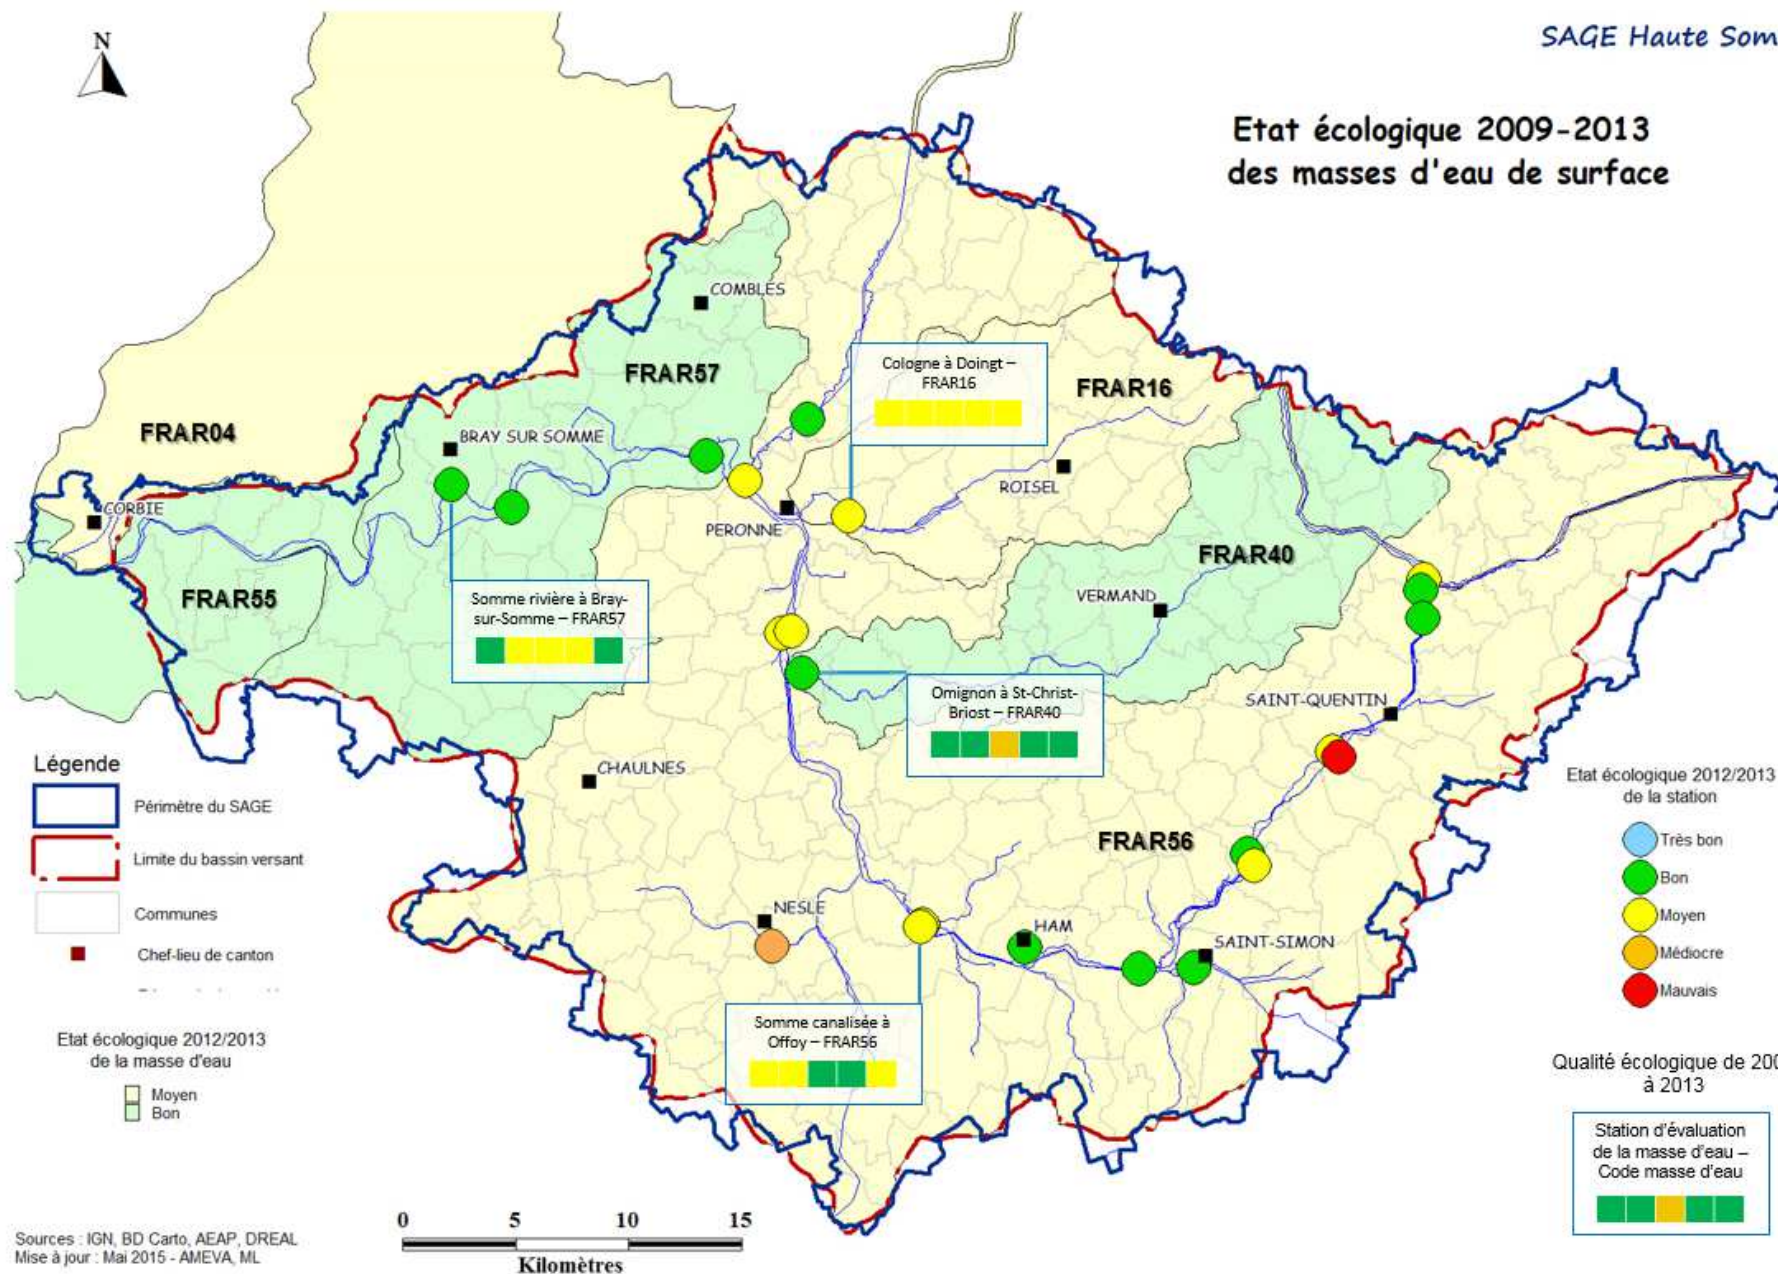 N
SAGE Haute Som
Etat écologique 2009-2013
des masses d'eau de surface
COMBLES
FRAR57
Cologne à Doingt –
FRAR16
FRAR16
FRAR04
BRAY SUR SOMME
ROISEL
CORBIE
PERONNE
FRAR40
FRAR55
Somme rivière à Bray-
sur-Somme – FRAR57
VERMAND
Omignon à St-Christ-
Briost – FRAR40
SAINT-QUENTIN
CHAULNES
FRAR56
NESLE
HAM
SAINT-SIMON
Somme canalisée à
Offoy – FRAR56
Légende
Périmètre du SAGE
Limite du bassin versant
Communes
Chef-lieu de canton
Etat écologique 2012/2013
de la masse d'eau
Moyen
Bon
Etat écologique 2012/2013
de la station
Très bon
Bon
Moyen
Médiocre
Mauvais
Qualité écologique de 200
à 2013
Station d'évaluation
de la masse d'eau –
Code masse d'eau
0 5 10 15
Kilomètres
Sources : IGN, BD Carto, AEAP, DREAL
Mise à jour : Mai 2015 - AMEVA, ML